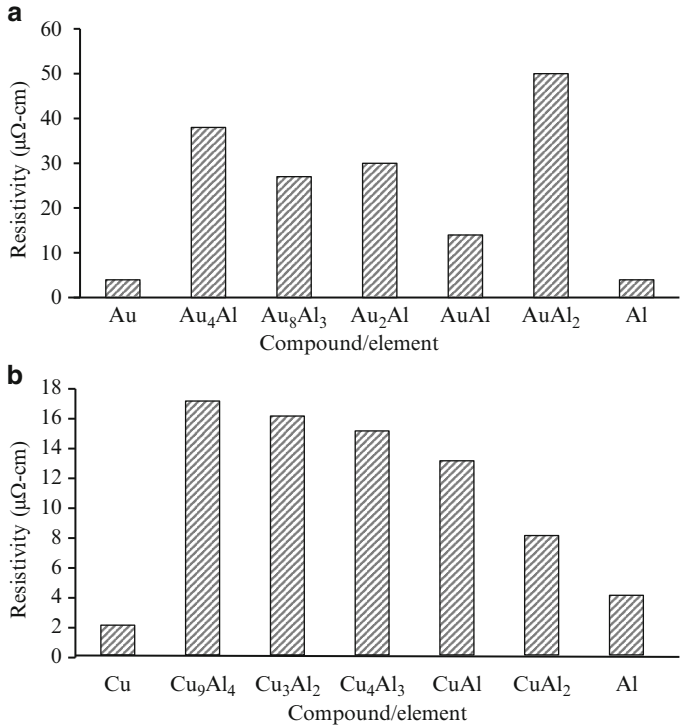 a
60
50
40
30
20
10
0
Resistivity (μΩ-cm)
Au Au₄Al Au₈Al₃ Au₂Al AuAl AuAl₂ Al
Compound/element
b
18
16
14
12
10
8
6
4
2
0
Resistivity (μΩ-cm)
Cu Cu₉Al₄ Cu₃Al₂ Cu₄Al₃ CuAl CuAl₂ Al
Compound/element